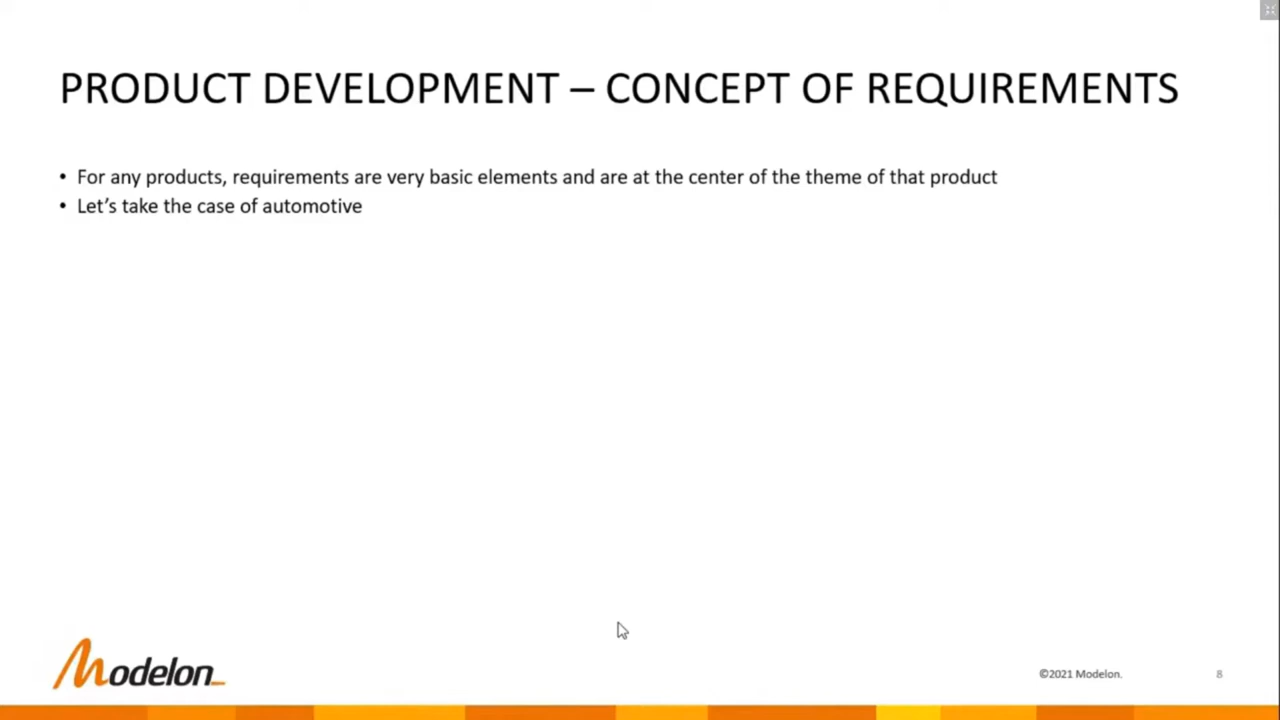 PRODUCT DEVELOPMENT – CONCEPT OF REQUIREMENTS
• For any products, requirements are very basic elements and are at the center of the theme of that product
• Let's take the case of automotive
Modelon
©2021 Modelon.
8